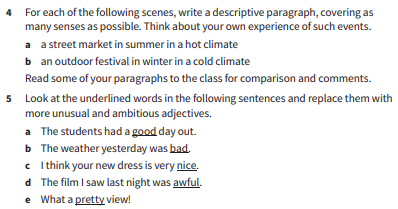 4 For each of the following scenes, write a descriptive paragraph, covering as
many senses as possible. Think about your own experience of such events.
a a street market in summer in a hot climate
b an outdoor festival in winter in a cold climate
Read some of your paragraphs to the class for comparison and comments.
5 Look at the underlined words in the following sentences and replace them with
more unusual and ambitious adjectives.
a The students had a good day out.
b The weather yesterday was bad.
c I think your new dress is very nice.
d The film I saw last night was awful.
e What a pretty view!